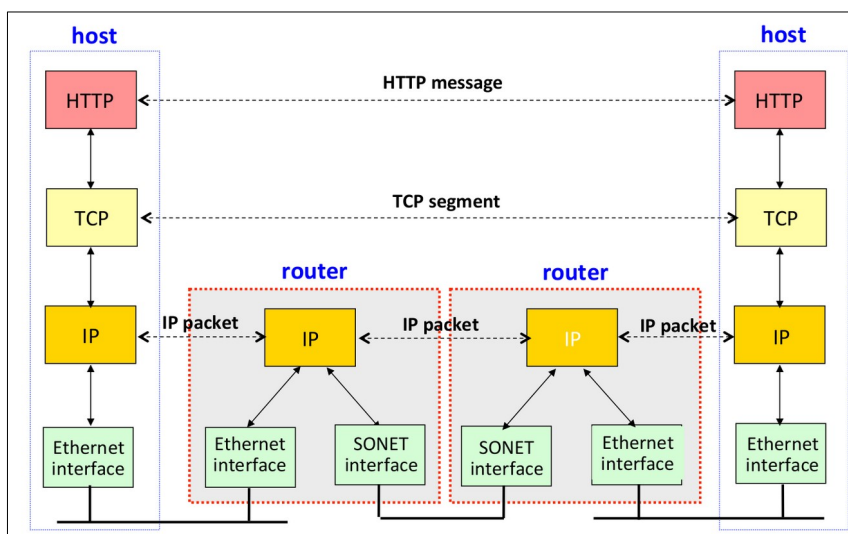 host
host
HTTP message
HTTP
HTTP
TCP segment
TCP
TCP
router
router
IP packet
IP packet
IP packet
IP
IP
IP
IP
Ethernet
interface
Ethernet
interface
SONET
interface
SONET
interface
Ethernet
interface
Ethernet
interface